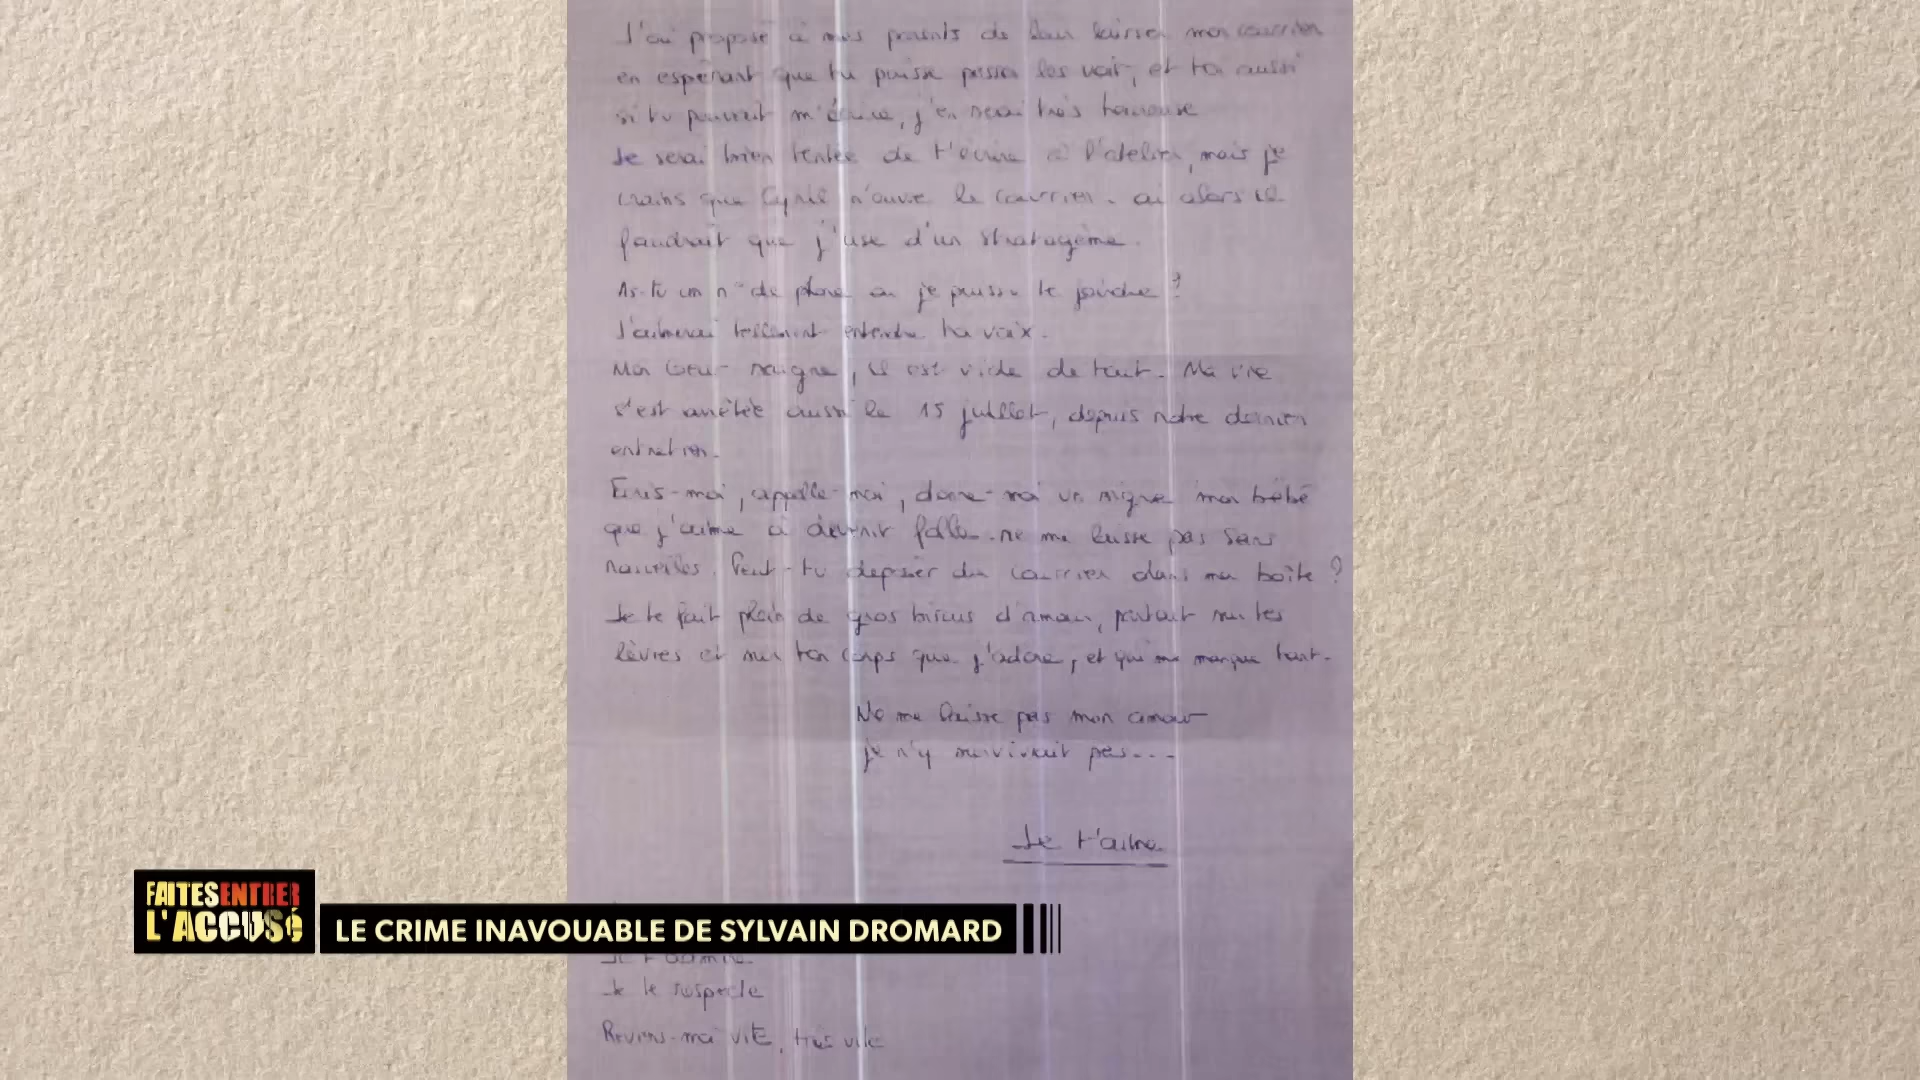 J'ai proposé à mes parents de leur laisser mon courrier
en espérant que tu puisse passer les voir, et toi aussi
si tu pouvait m'écrire, j'en serai très heureuse
Je serai bien tentée de t'écrire à l'atelier, mais je
crains que Cyril n'ouvre le courrier. ou alors il
faudrait que j'use d'un stratagème.
As-tu un n° de phone ou je puisse te joindre ?
J'aimerai tellement entendre ta voix.
Mon coeur saigne, il est vide de tout. Ma vie
s'est arrêtée aussi le 15 juillet, depuis notre dernier
entretien.
Ecris-moi, appelle-moi, donne-moi un signe mon bébé
que j'aime à devenir folle. ne me laisse pas sans
nouvelles. Peut-tu déposer du courrier dans ma boîte ?
Je te fait plein de gros bisous d'amour, partout sur tes
lèvres et sur ton corps que j'adore, et qui me manque tant.
Ne me laisse pas mon amour
je n'y survivrait pas...
Je t'aime
FAITES ENTRER
L'ACCUSÉ
LE CRIME INAVOUABLE DE SYLVAIN DROMARD
Je t'admire
Je te respecte
Reviens-moi vite, très vite